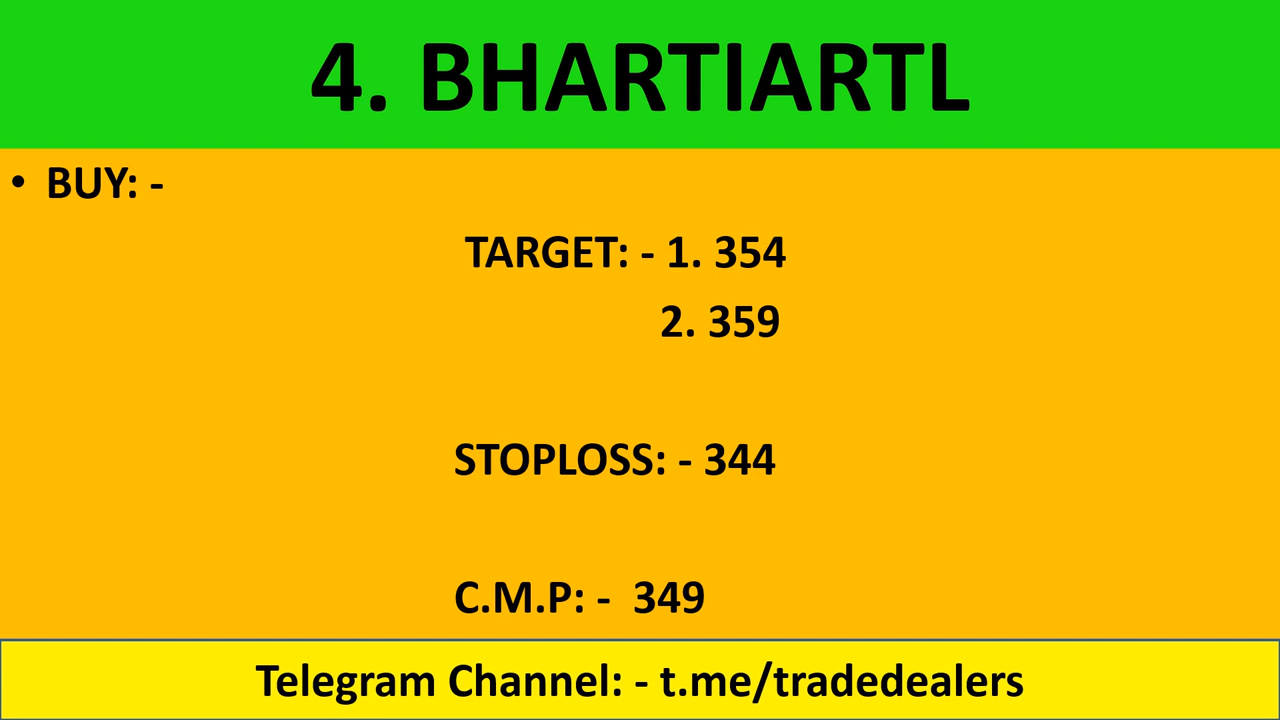 4. BHARTIARTL
• BUY: -
TARGET: - 1. 354
2. 359
STOPLOSS: - 344
C.M.P: - 349
Telegram Channel: - t.me/tradedealers